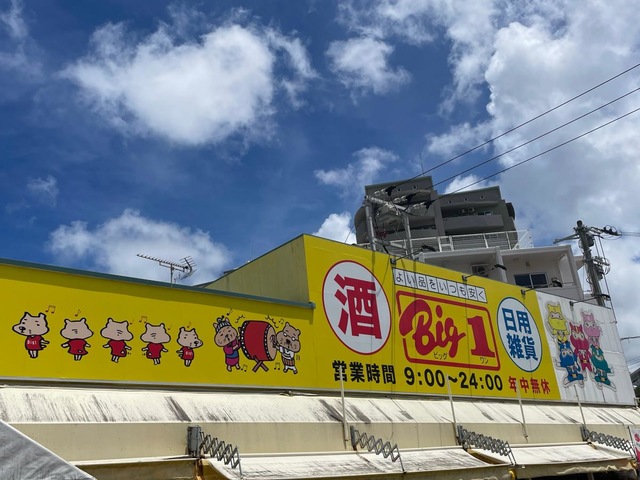 よい品をいつも安く
酒
Big 1
ビッグ
ワン
日用
雑貨
営業時間 9:00~24:00 年中無休